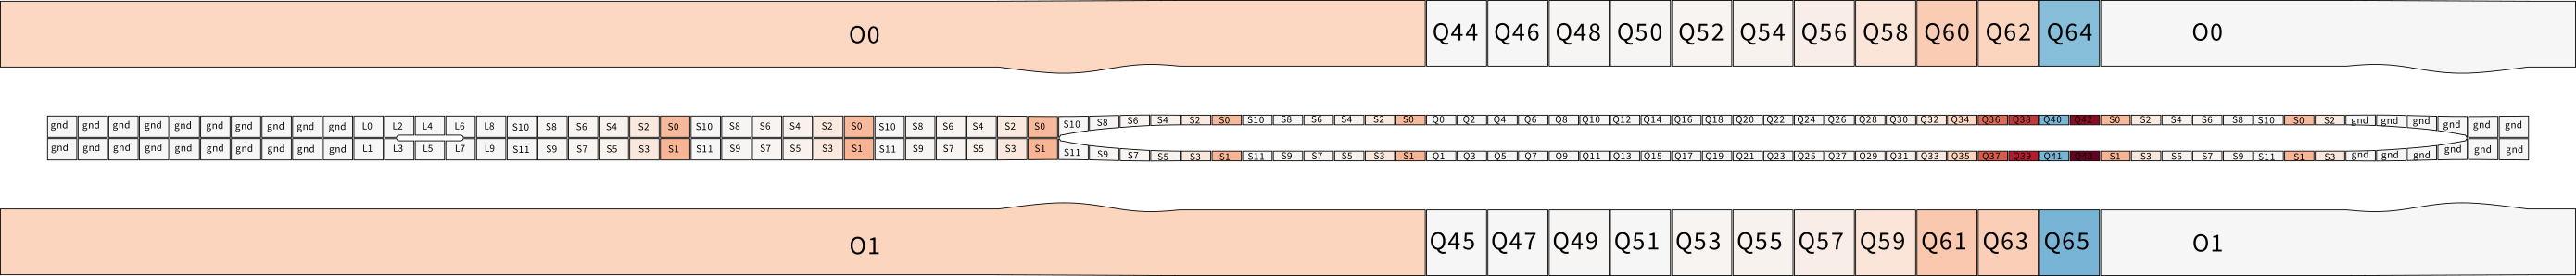 O0 Q44 Q46 Q48 Q50 Q52 Q54 Q56 Q58 Q60 Q62 Q64 O0
gnd gnd gnd gnd gnd gnd gnd gnd gnd gnd L0 L2 L4 L6 L8 S10 S8 S6 S4 S2 S0 S10 S8 S6 S4 S2 S0 S10 S8 S6 S4 S2 S0 S10 S8 S6 S4 S2 S0 S10 S8 S6 S4 S2 S0 Q0 Q2 Q4 Q6 Q8 Q10 Q12 Q14 Q16 Q18 Q20 Q22 Q24 Q26 Q28 Q30 Q32 Q34 Q36 Q38 Q40 Q42 S0 S2 S4 S6 S8 S10 S0 S2 gnd gnd gnd gnd gnd gnd
gnd gnd gnd gnd gnd gnd gnd gnd gnd gnd L1 L3 L5 L7 L9 S11 S9 S7 S5 S3 S1 S11 S9 S7 S5 S3 S1 S11 S9 S7 S5 S3 S1 S11 S9 S7 S5 S3 S1 S11 S9 S7 S5 S3 S1 Q1 Q3 Q5 Q7 Q9 Q11 Q13 Q15 Q17 Q19 Q21 Q23 Q25 Q27 Q29 Q31 Q33 Q35 Q37 Q39 Q41 Q43 S1 S3 S5 S7 S9 S11 S1 S3 gnd gnd gnd gnd gnd gnd
O1 Q45 Q47 Q49 Q51 Q53 Q55 Q57 Q59 Q61 Q63 Q65 O1